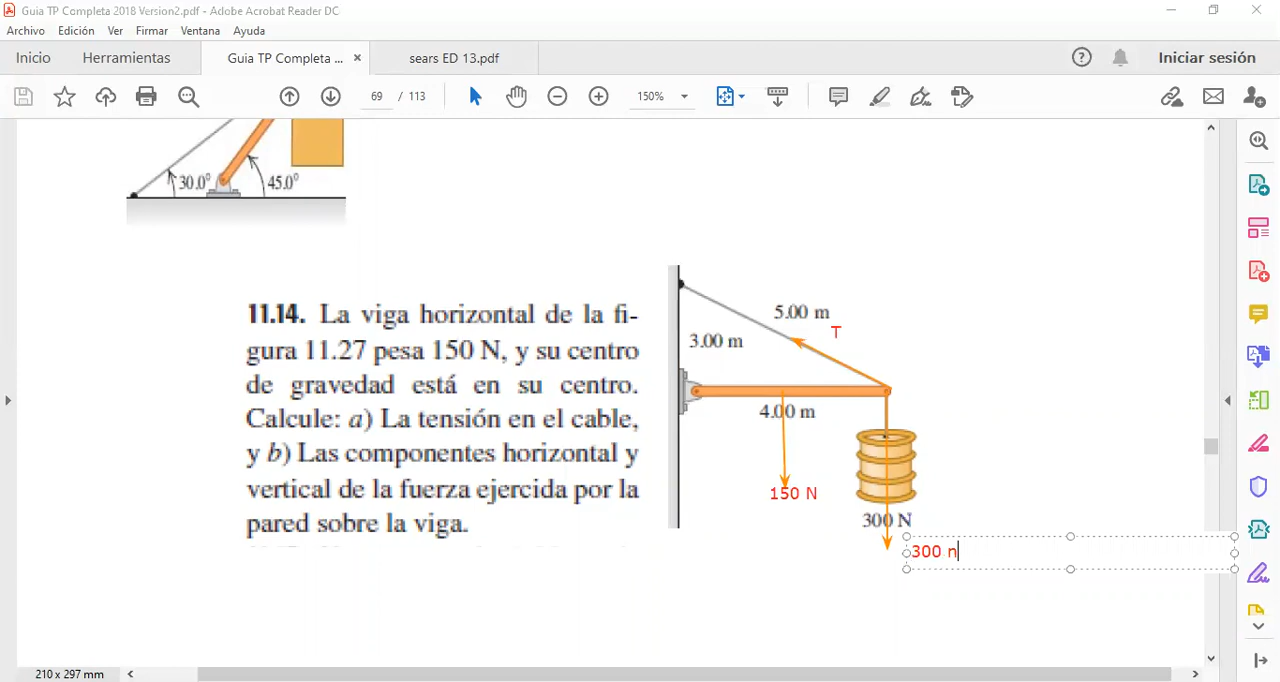 Guia TP Completa 2018 Version2.pdf - Adobe Acrobat Reader DC
Archivo Edición Ver Firmar Ventana Ayuda
Inicio Herramientas Guia TP Completa ... × sears ED 13.pdf Iniciar sesión
69 / 113 150%
30.0° 45.0°
11.14. La viga horizontal de la fi-
gura 11.27 pesa 150 N, y su centro
de gravedad está en su centro.
Calcule: a) La tensión en el cable,
y b) Las componentes horizontal y
vertical de la fuerza ejercida por la
pared sobre la viga.
5.00 m
T
3.00 m
4.00 m
150 N
300 N
300 n
210 x 297 mm